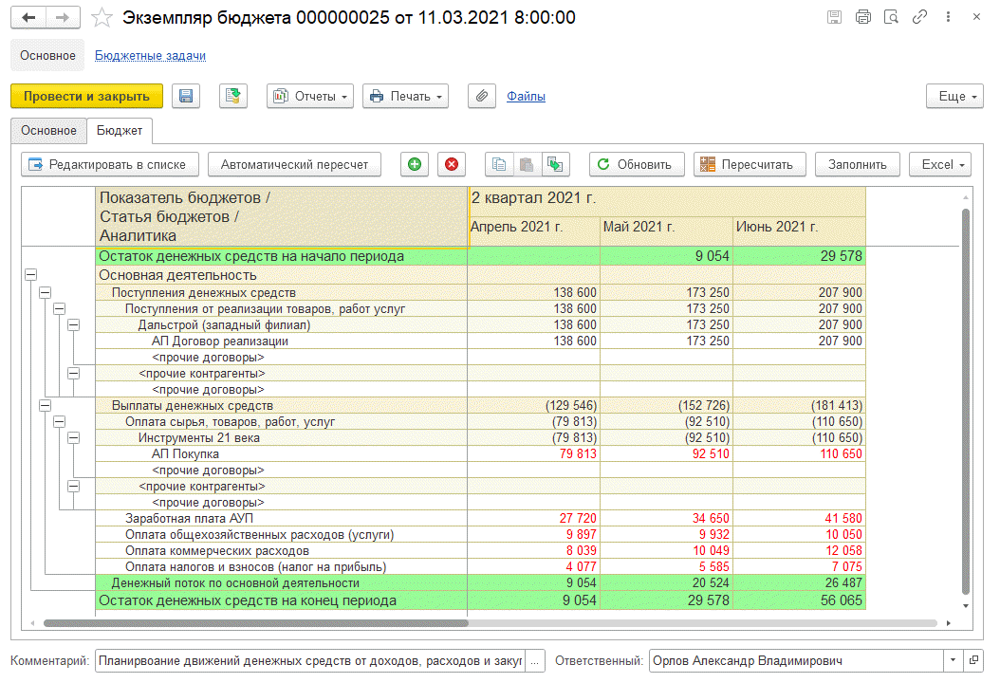 Экземпляр бюджета 000000025 от 11.03.2021 8:00:00
Основное Бюджетные задачи
Провести и закрыть Отчеты Печать Файлы Еще
Основное Бюджет
Редактировать в списке Автоматический пересчет Обновить Пересчитать Заполнить Excel
Показатель бюджетов /
Статья бюджетов /
Аналитика
2 квартал 2021 г.
Апрель 2021 г. Май 2021 г. Июнь 2021 г.
Остаток денежных средств на начало периода 9 054 29 578
Основная деятельность
Поступления денежных средств 138 600 173 250 207 900
Поступления от реализации товаров, работ услуг 138 600 173 250 207 900
Дальстрой (западный филиал) 138 600 173 250 207 900
АП Договор реализации 138 600 173 250 207 900
<прочие договоры>
<прочие контрагенты>
<прочие договоры>
Выплаты денежных средств (129 546) (152 726) (181 413)
Оплата сырья, товаров, работ, услуг (79 813) (92 510) (110 650)
Инструменты 21 века (79 813) (92 510) (110 650)
АП Покупка 79 813 92 510 110 650
<прочие договоры>
<прочие контрагенты>
<прочие договоры>
Заработная плата АУП 27 720 34 650 41 580
Оплата общехозяйственных расходов (услуги) 9 897 9 932 10 050
Оплата коммерческих расходов 8 039 10 049 12 058
Оплата налогов и взносов (налог на прибыль) 4 077 5 585 7 075
Денежный поток по основной деятельности 9 054 20 524 26 487
Остаток денежных средств на конец периода 9 054 29 578 56 065
Комментарий: Планирвоание движений денежных средств от доходов, расходов и закуп ... Ответственный: Орлов Александр Владимирович